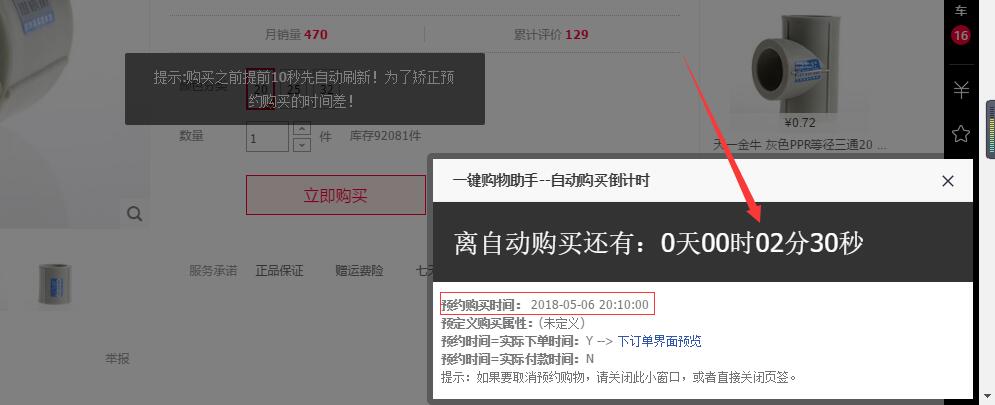 车
16
月销量 470
累计评价 129
提示:购买之前提前10秒先自动刷新！为了矫正预
约购买的时间差！
颜色分类
20
25
32
数量
1
件
库存92081件
¥0.72
天一金牛 灰色PPR等径三通20 ...
立即购买
一键购物助手--自动购买倒计时
离自动购买还有：0天00时02分30秒
服务承诺
正品保证
赠运费险
七天
预约购买时间： 2018-05-06 20:10:00
预定义购买属性：(未定义)
预约时间=实际下单时间：Y --> 下订单界面预览
预约时间=实际付款时间：N
提示：如果要取消预约购物，请关闭此小窗口，或者直接关闭页签。
举报